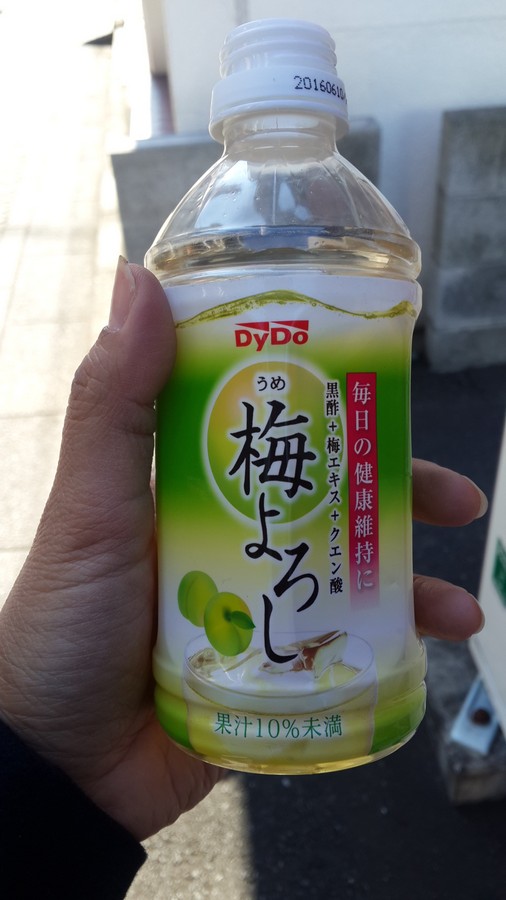 20160610
DyDo
うめ
梅よろし
黒酢+梅エキス+クエン酸
毎日の健康維持に
果汁10%未満